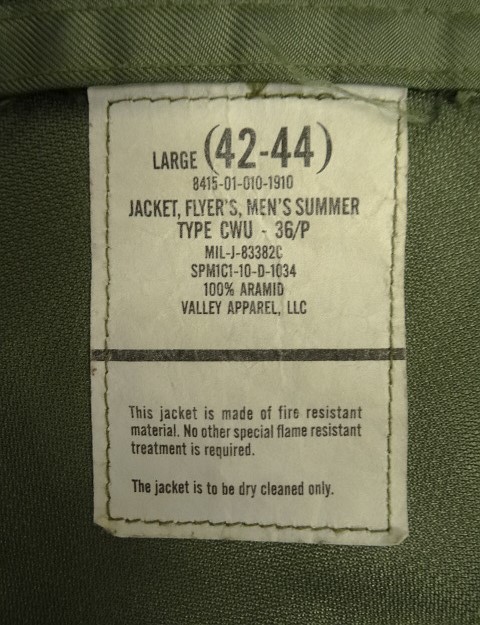 LARGE (42-44)
8415-01-010-1910
JACKET, FLYER'S, MEN'S SUMMER
TYPE CWU - 36/P
MIL-J-83382C
SPM1C1-10-D-1034
100% ARAMID
VALLEY APPAREL, LLC
This jacket is made of fire resistant
material. No other special flame resistant
treatment is required.
The jacket is to be dry cleaned only.